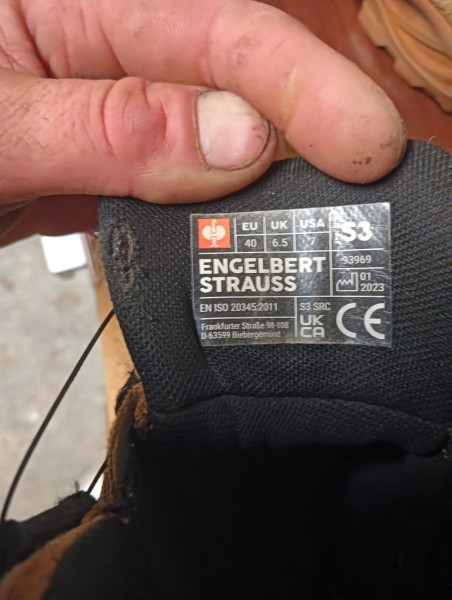 EU UK USA S3
40 6.5 7
ENGELBERT
STRAUSS
93969
01
2023
EN ISO 20345:2011
S3 SRC
Frankfurter Straße 98-108
D-63599 Biebergemünd
UK
CA
CE